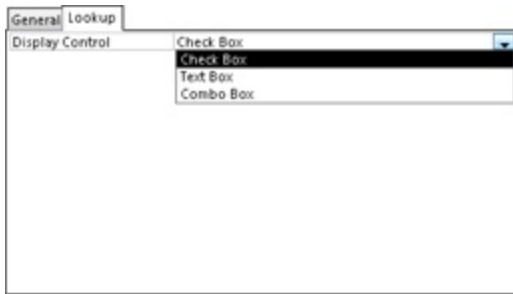 General Lookup
Display Control Check Box
Check Box
Text Box
Combo Box